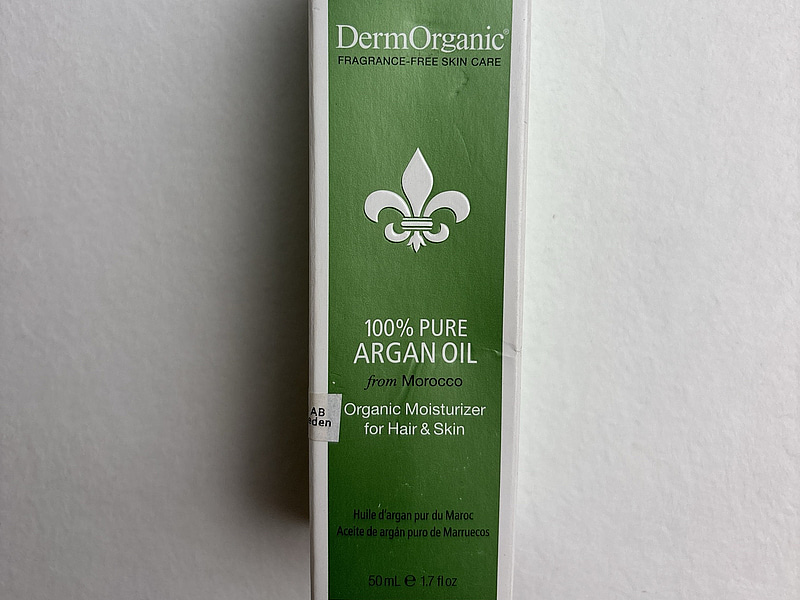 DermOrganic®
FRAGRANCE-FREE SKIN CARE
100% PURE
ARGAN OIL
from Morocco
AB
Organic Moisturizer
for Hair & Skin
Huile d'argan pur du Maroc
Aceite de argán puro de Marruecos
50 mL ℮ 1.7 fl oz